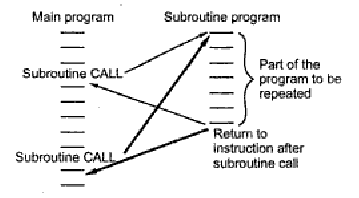 Main program
Subroutine program
Subroutine CALL
Part of the
program to be
repeated
Subroutine CALL
Return to
instruction after
subroutine call